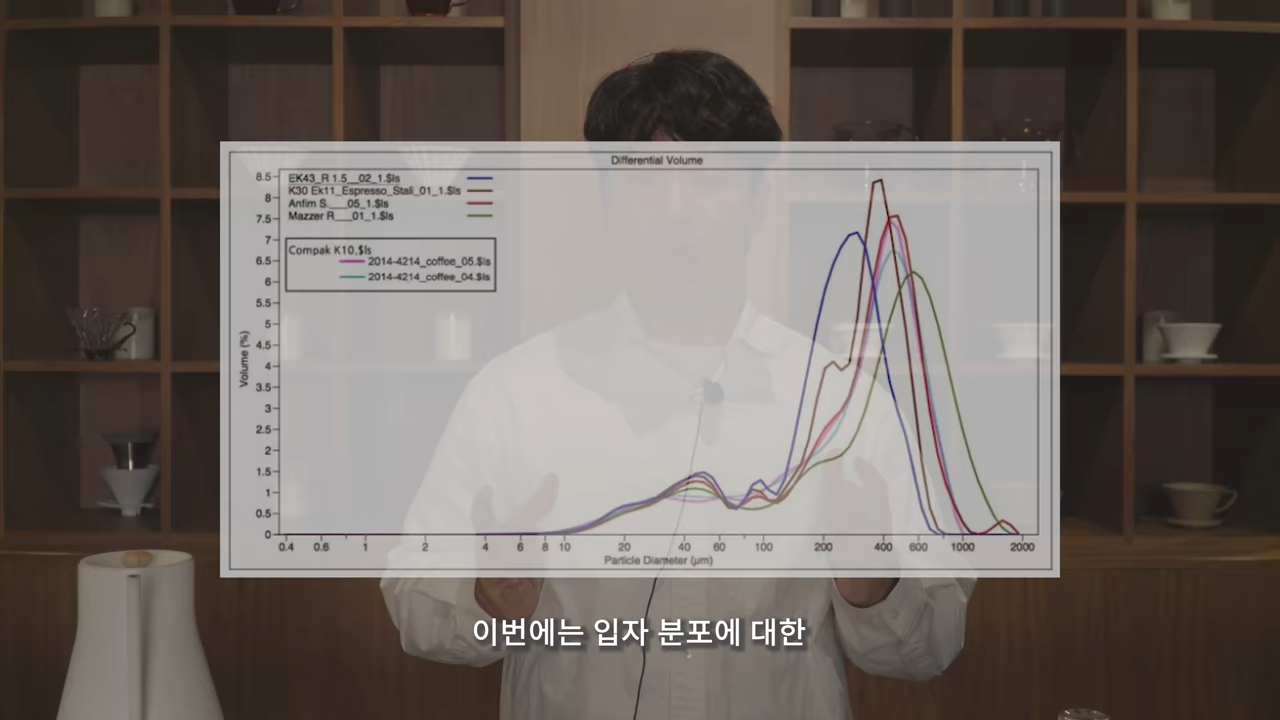 Differential Volume
EK43_R 1.5__02_1.$ls
K30 Ek11_Espresso_Stali_01_1.$ls
Anfim S.___05_1.$ls
Mazzer R___01_1.$ls
Compak K10,$ls
2014-4214_coffee_05.$ls
2014-4214_coffee_04.$ls
Volume (%)
8.5
8
7.5
7
6.5
6
5.5
5
4.5
4
3.5
3
2.5
2
1.5
1
0.5
0
0.4 0.6 1 2 4 6 8 10 20 40 60 100 200 400 600 1000 2000
Particle Diameter (μm)
이번에는 입자 분포에 대한